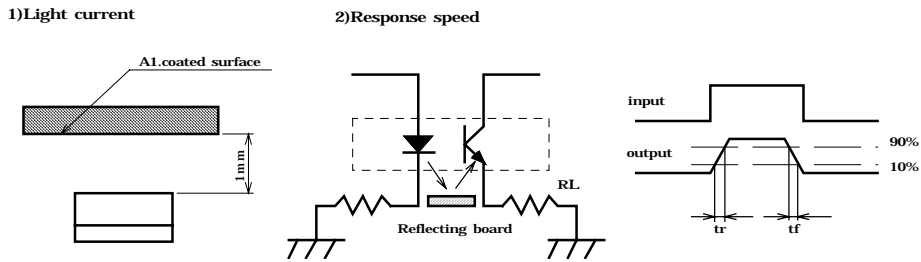 1)Light current
2)Response speed
A1.coated surface
1mm
RL
Reflecting board
input
output
90%
10%
tr
tf